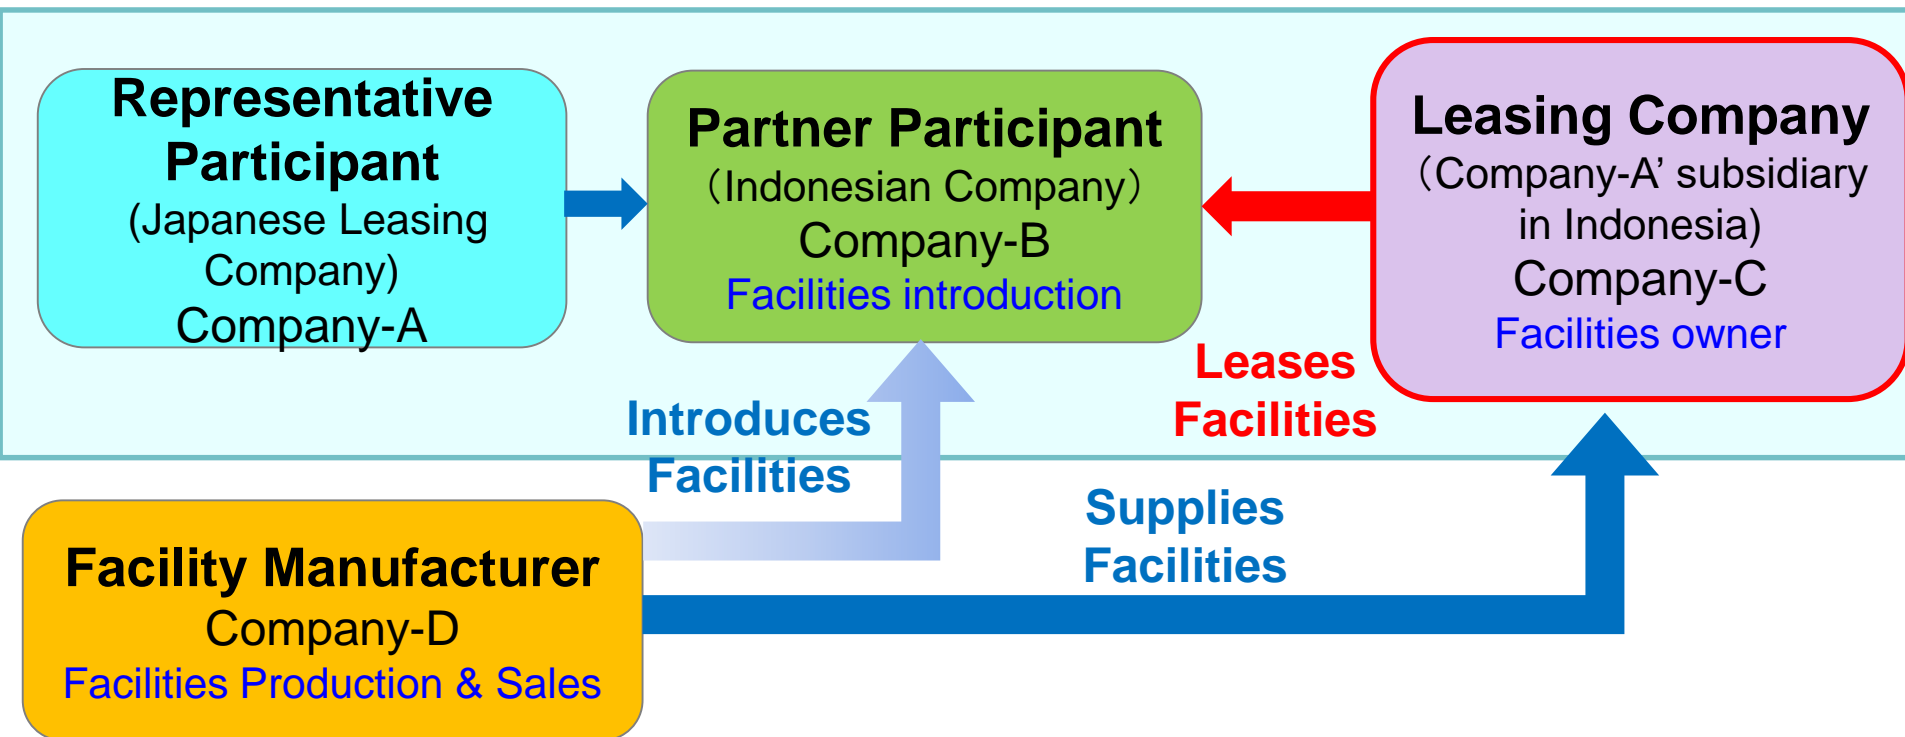 Representative
Participant
(Japanese Leasing
Company)
Company-A
Partner Participant
（Indonesian Company）
Company-B
Facilities introduction
Leasing Company
（Company-A’ subsidiary
in Indonesia)
Company-C
Facilities owner
Leases
Facilities
Introduces
Facilities
Supplies
Facilities
Facility Manufacturer
Company-D
Facilities Production & Sales